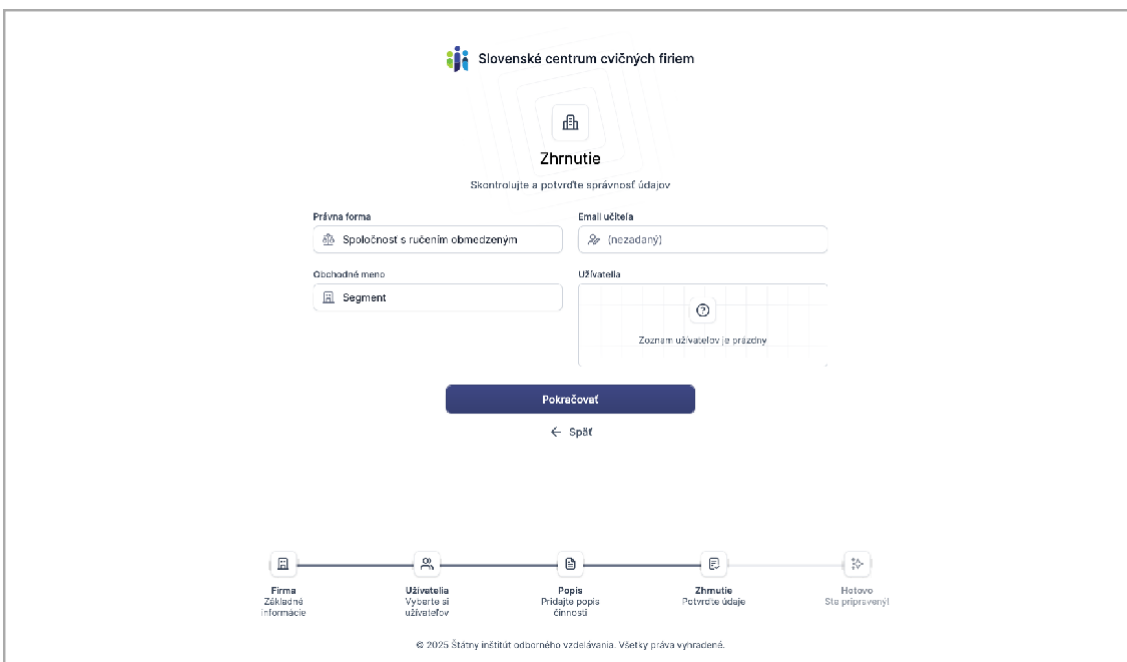 Slovenské centrum cvičných firiem
Zhrnutie
Skontrolujte a potvrďte správnosť údajov
Právna forma
Spoločnosť s ručením obmedzeným
Email učiteľa
(nezadaný)
Obchodné meno
Segment
Užívatelia
Zoznam užívateľov je prázdny
Pokračovať
← Späť
Firma
Základné
informácie
Užívatelia
Vyberte si
užívateľov
Popis
Pridajte popis
činnosti
Zhrnutie
Potvrďte údaje
Hotovo
Ste pripravený!
© 2025 Štátny inštitút odborného vzdelávania. Všetky práva vyhradené.